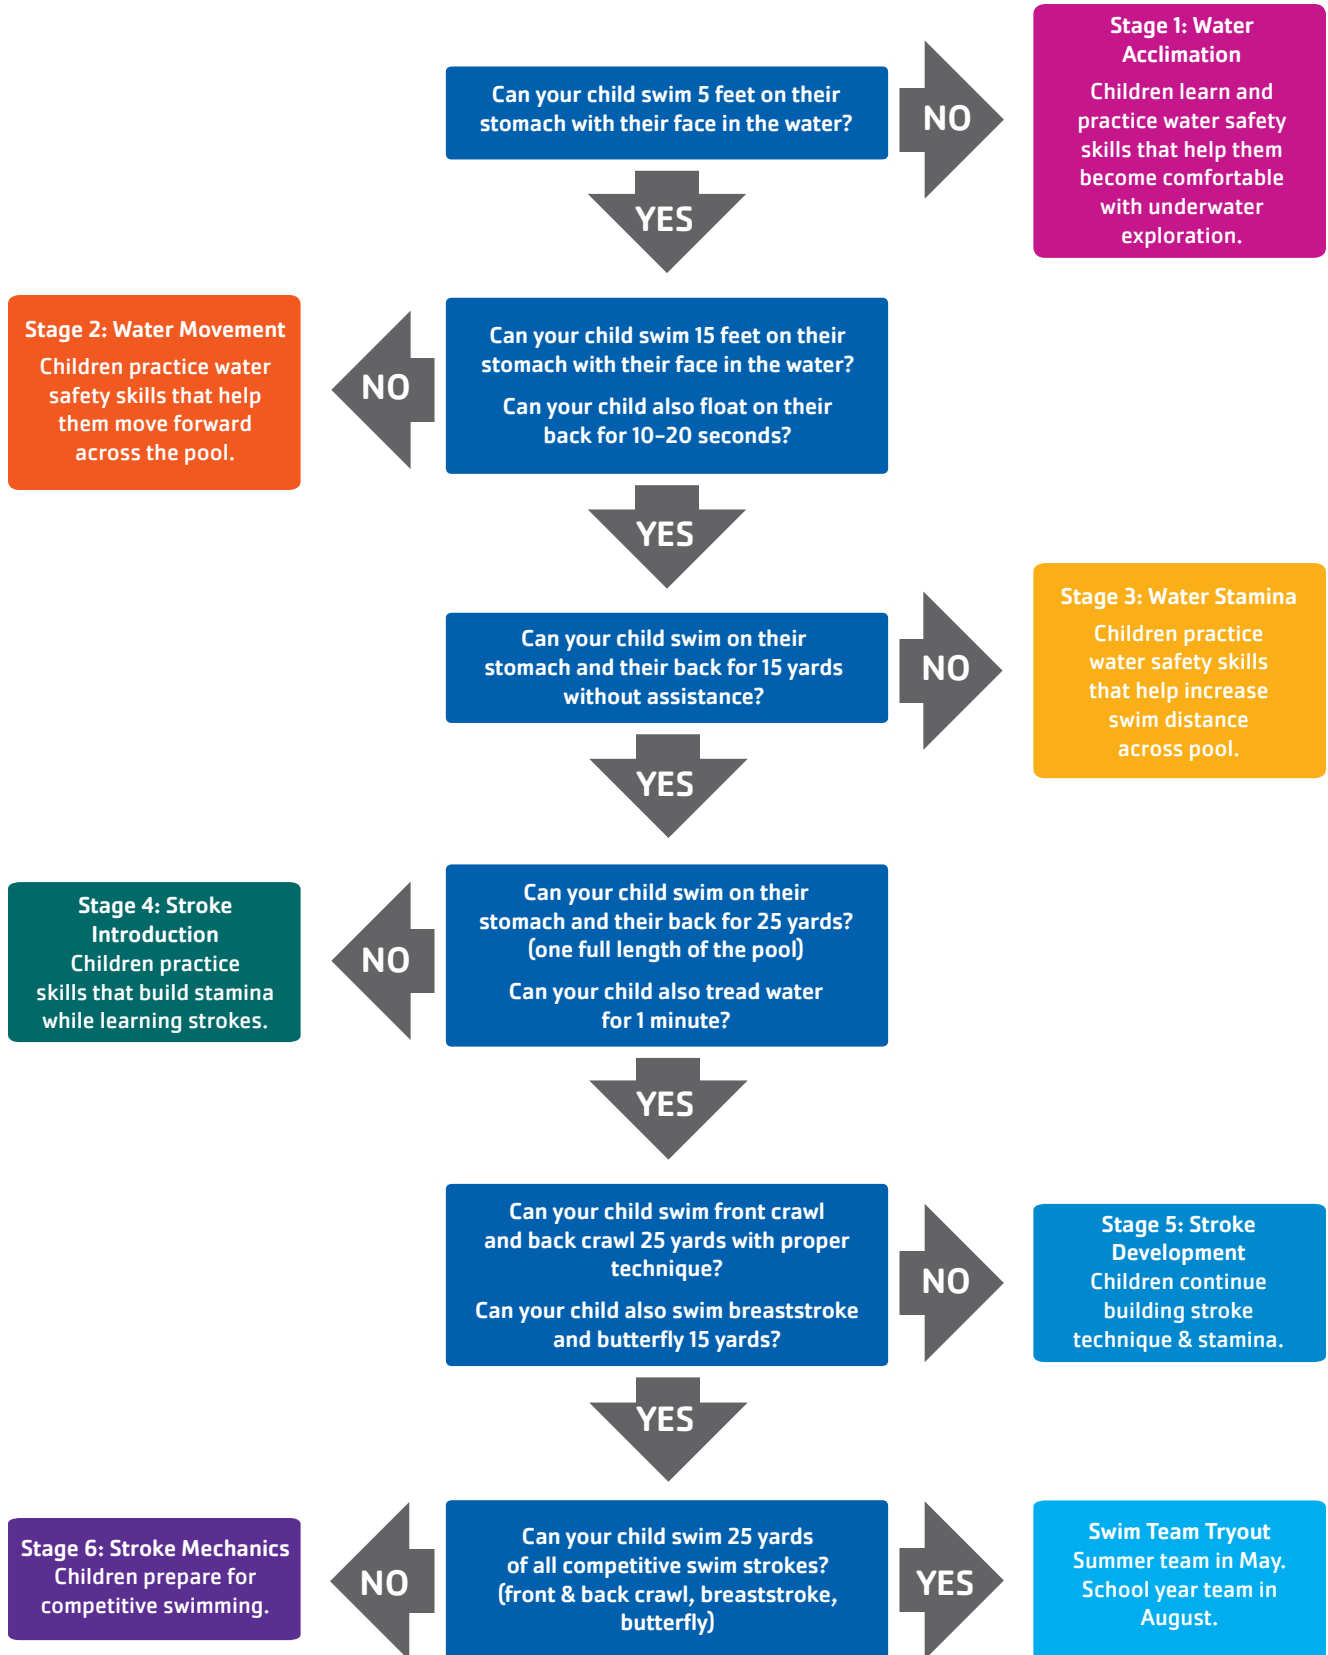 Can your child swim 5 feet on their
stomach with their face in the water?
NO
Stage 1: Water
Acclimation
Children learn and
practice water safety
skills that help them
become comfortable
with underwater
exploration.
YES
Can your child swim 15 feet on their
stomach with their face in the water?
Can your child also float on their
back for 10–20 seconds?
NO
Stage 2: Water Movement
Children practice water
safety skills that help
them move forward
across the pool.
YES
Can your child swim on their
stomach and their back for 15 yards
without assistance?
NO
Stage 3: Water Stamina
Children practice
water safety skills
that help increase
swim distance
across pool.
YES
Can your child swim on their
stomach and their back for 25 yards?
(one full length of the pool)
Can your child also tread water
for 1 minute?
NO
Stage 4: Stroke
Introduction
Children practice
skills that build stamina
while learning strokes.
YES
Can your child swim front crawl
and back crawl 25 yards with proper
technique?
Can your child also swim breaststroke
and butterfly 15 yards?
NO
Stage 5: Stroke
Development
Children continue
building stroke
technique & stamina.
YES
Can your child swim 25 yards
of all competitive swim strokes?
(front & back crawl, breaststroke,
butterfly)
NO
Stage 6: Stroke Mechanics
Children prepare for
competitive swimming.
YES
Swim Team Tryout
Summer team in May.
School year team in
August.